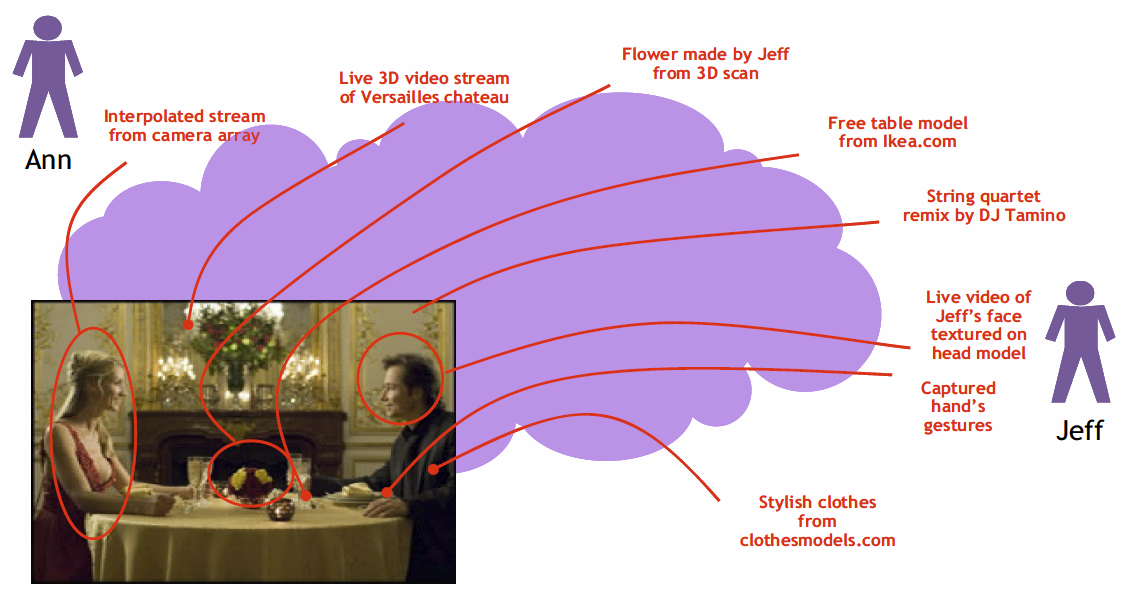 Ann
Interpolated stream
from camera array
Live 3D video stream
of Versailles chateau
Flower made by Jeff
from 3D scan
Free table model
from Ikea.com
String quartet
remix by DJ Tamino
Live video of
Jeff's face
textured on
head model
Captured
hand's
gestures
Jeff
Stylish clothes
from
clothesmodels.com